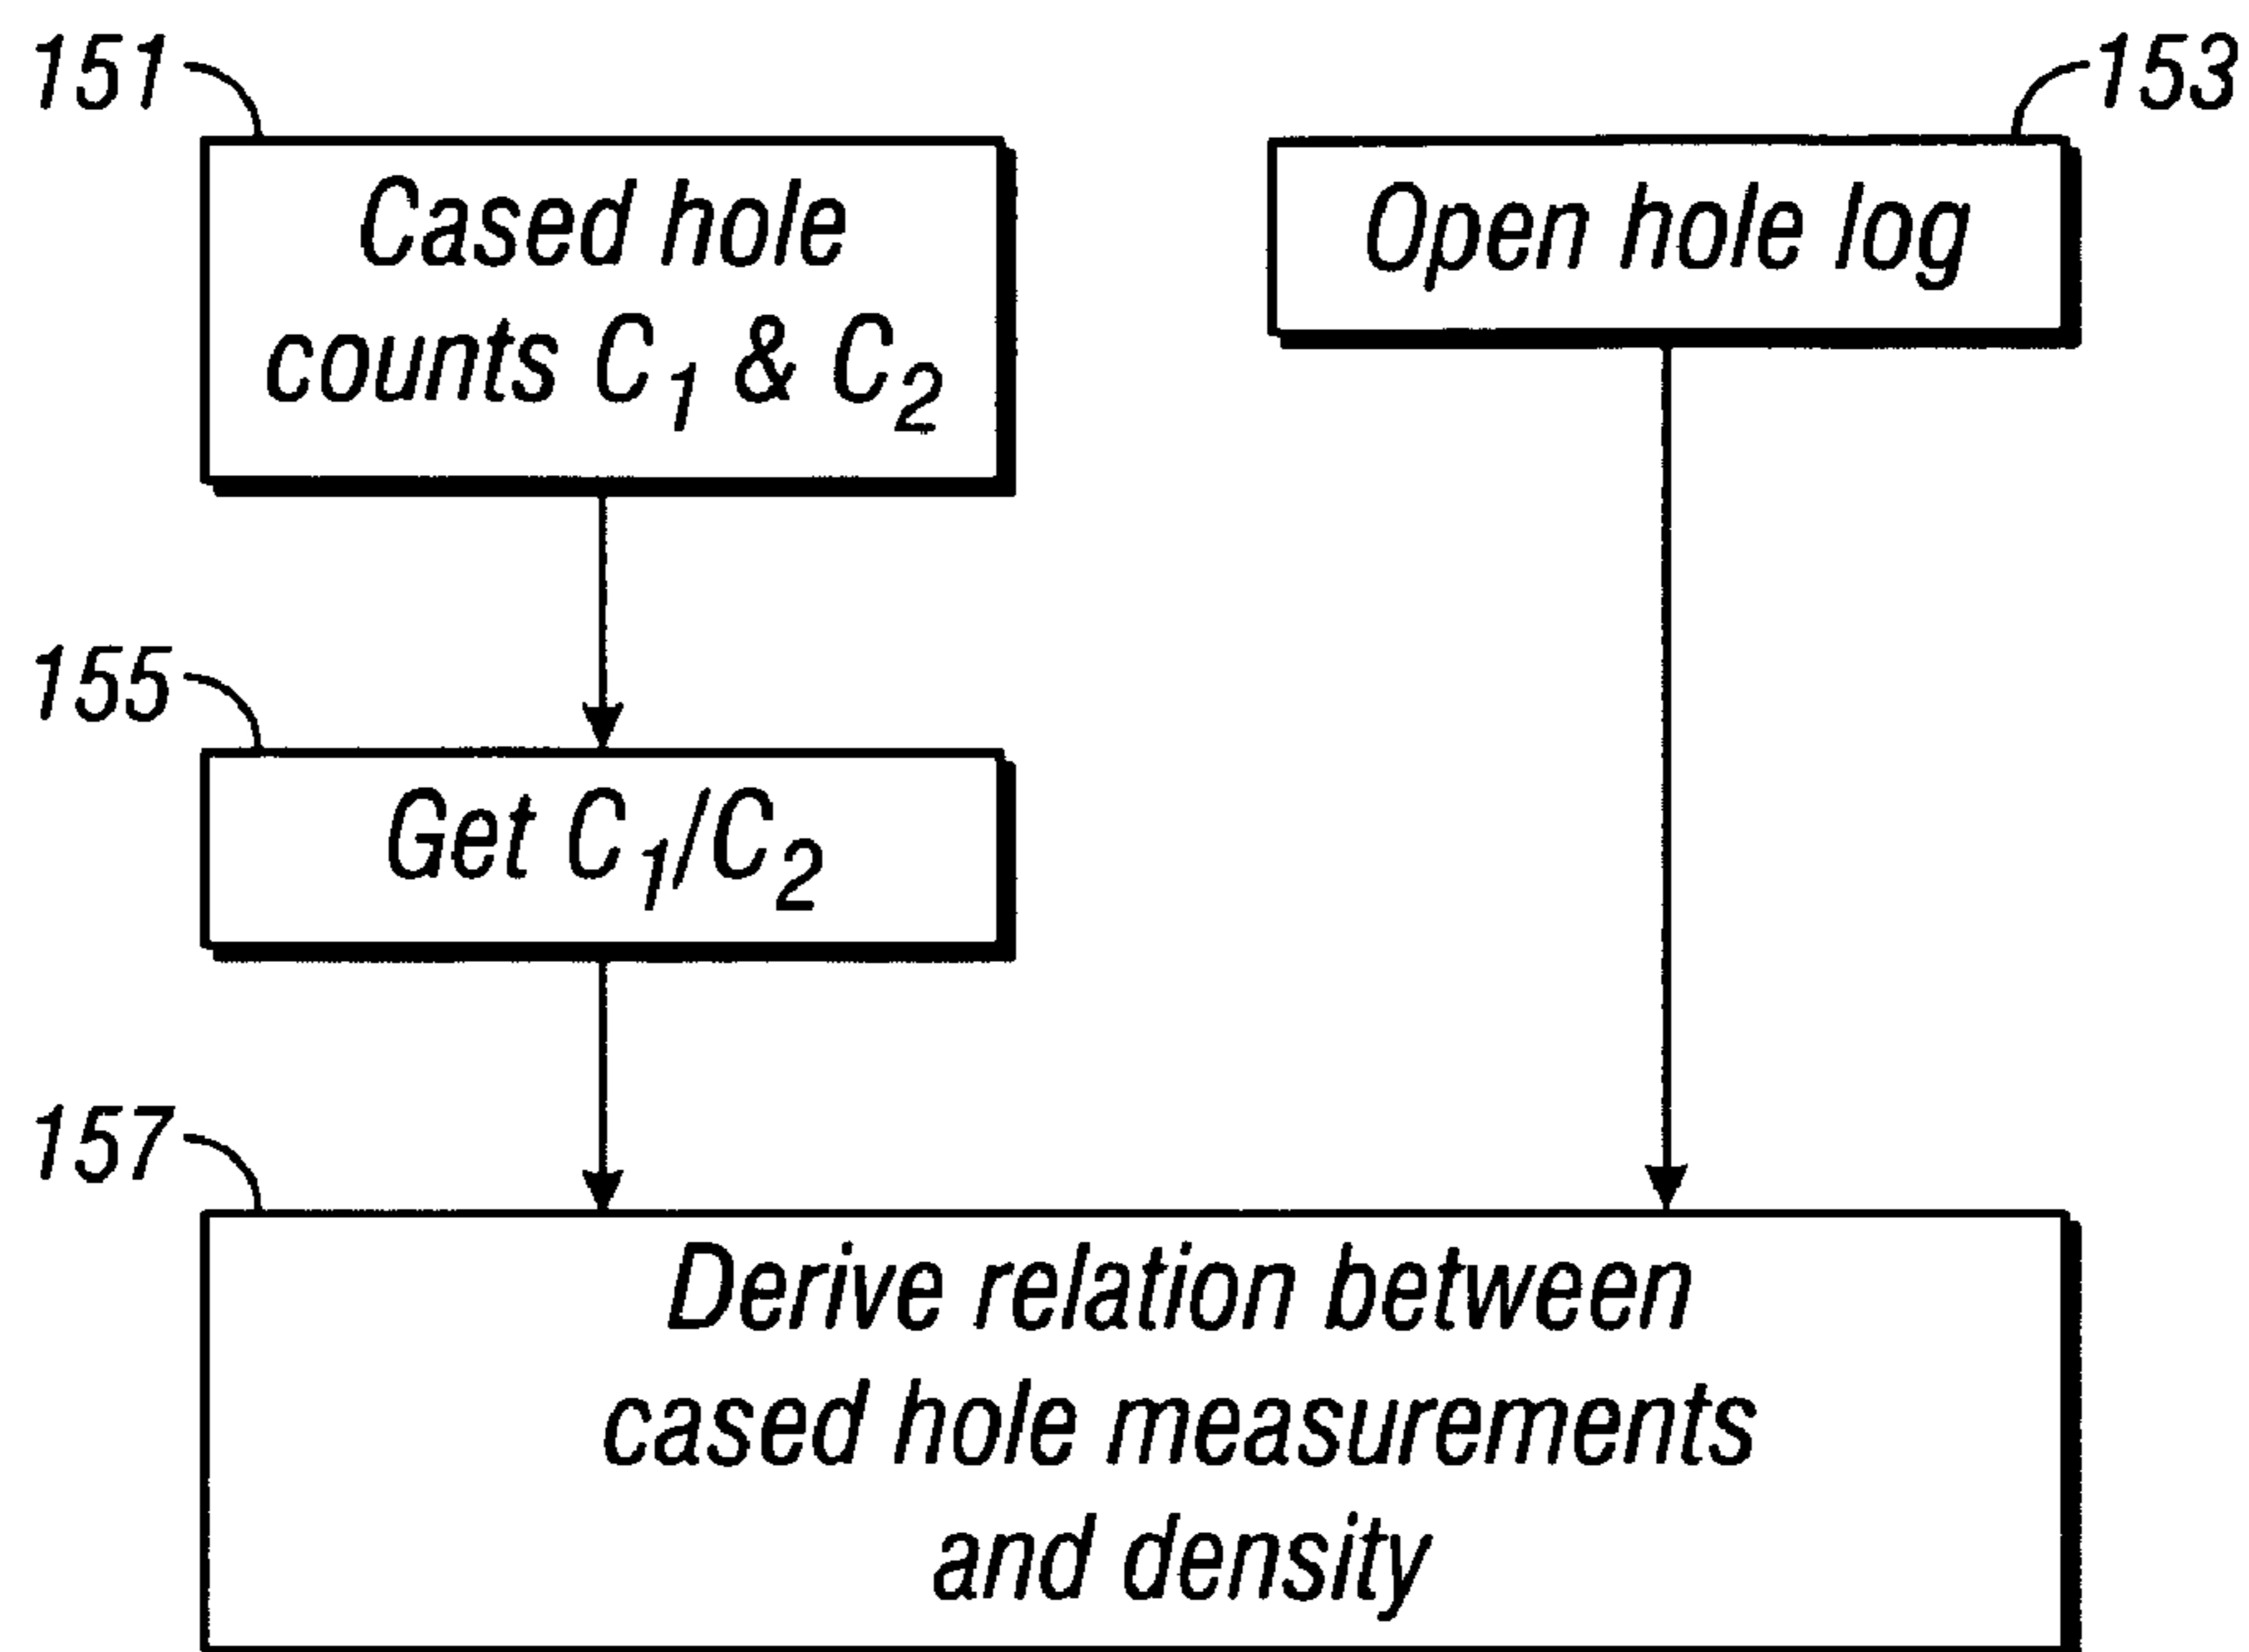 151
Cased hole
counts C₁ & C₂
153
Open hole log
155
Get C₁/C₂
157
Derive relation between
cased hole measurements
and density